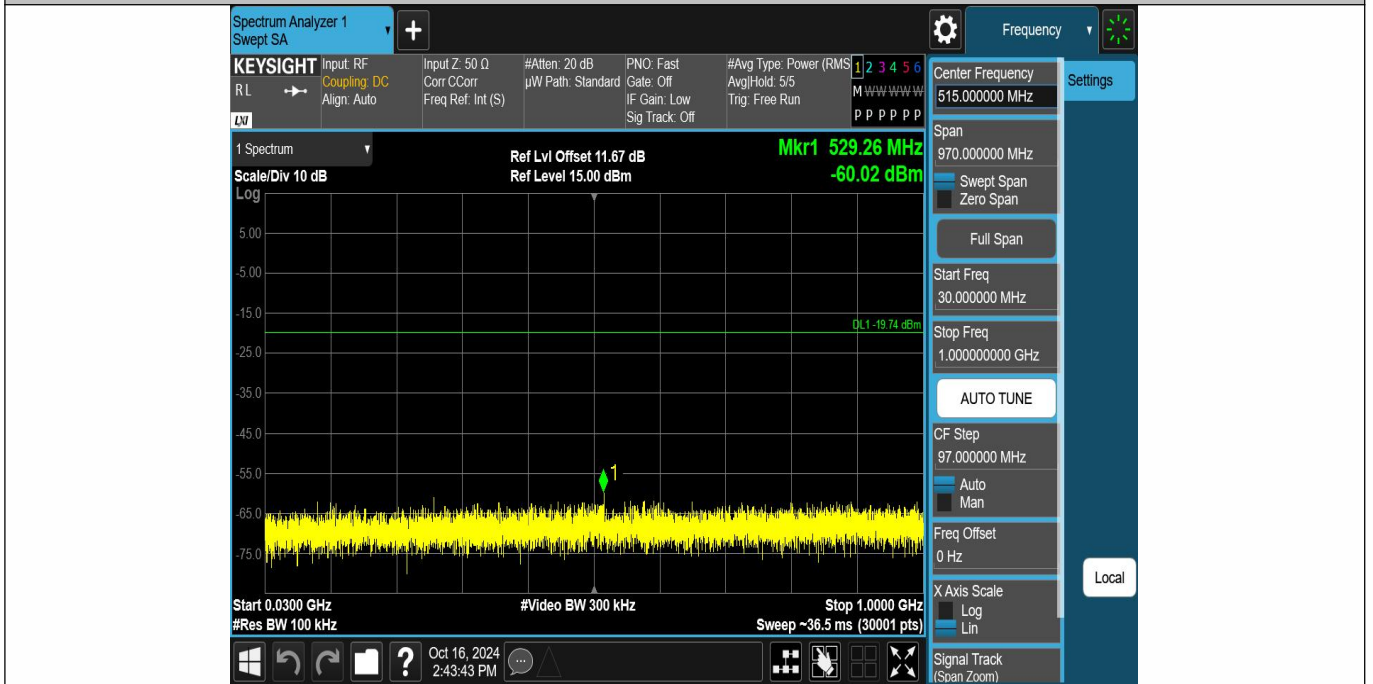 Spectrum Analyzer 1
Swept SA
+
Frequency
KEYSIGHT
RL
LXI
Input: RF
Coupling: DC
Align: Auto
Input Z: 50 Ω
Corr CCorr
Freq Ref: Int (S)
#Atten: 20 dB
µW Path: Standard
PNO: Fast
Gate: Off
IF Gain: Low
Sig Track: Off
#Avg Type: Power (RMS
Avg|Hold: 5/5
Trig: Free Run
1 2 3 4 5 6
M W W W W W
P P P P P P
1 Spectrum
Scale/Div 10 dB
Ref Lvl Offset 11.67 dB
Ref Level 15.00 dBm
Mkr1 529.26 MHz
-60.02 dBm
Log
5.00
-5.00
-15.0
DL1 -19.74 dBm
-25.0
-35.0
-45.0
-55.0
1
-65.0
-75.0
Start 0.0300 GHz
#Video BW 300 kHz
Stop 1.0000 GHz
#Res BW 100 kHz
Sweep ~36.5 ms (30001 pts)
Center Frequency
515.000000 MHz
Settings
Span
970.000000 MHz
Swept Span
Zero Span
Full Span
Start Freq
30.000000 MHz
Stop Freq
1.000000000 GHz
AUTO TUNE
CF Step
97.000000 MHz
Auto
Man
Freq Offset
0 Hz
X Axis Scale
Log
Lin
Local
Signal Track
(Span Zoom)
?
Oct 16, 2024
2:43:43 PM